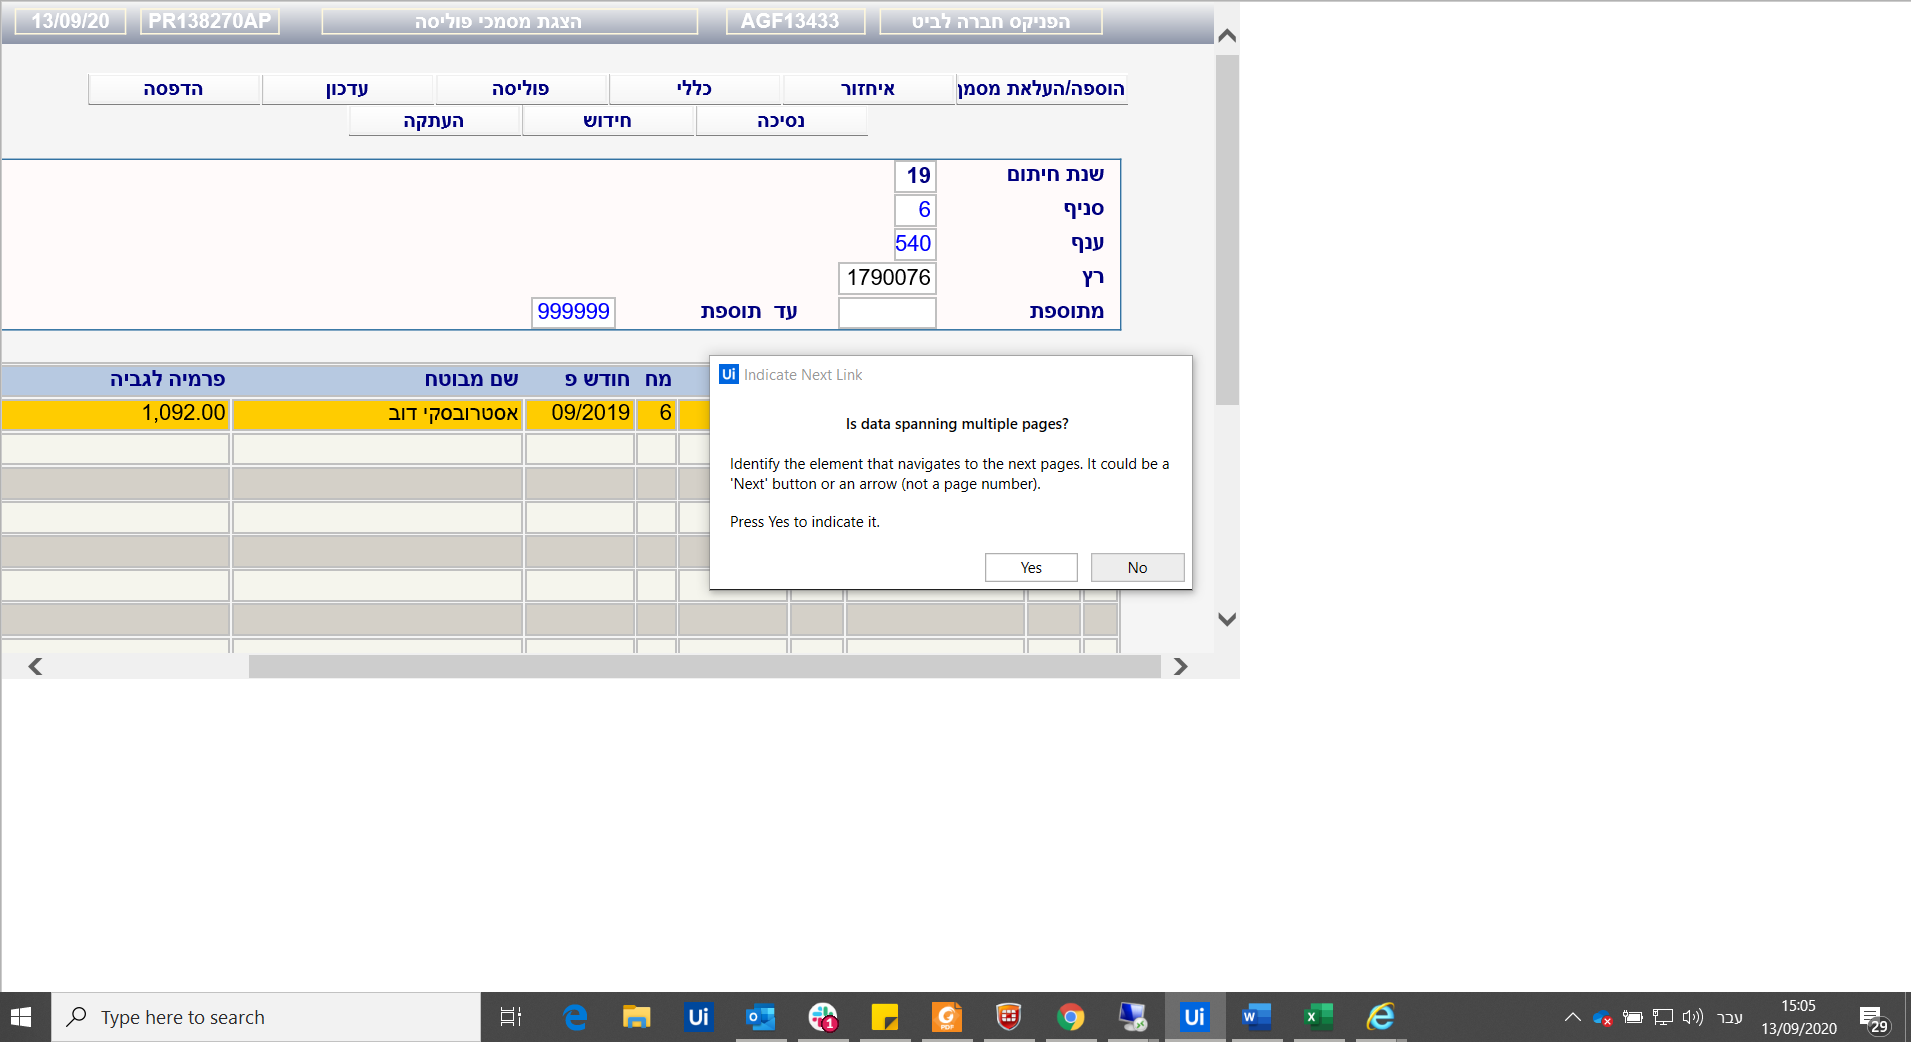 הפניקס חברה לביט AGF13433 הצגת מסמכי פוליסה PR138270AP 13/09/20
הוספה/העלאת מסמך איחזור כללי פוליסה עדכון הדפסה
נסיכה חידוש העתקה
שנת חיתום 19
סניף 6
ענף 540
רץ 1790076
מתוספת עד תוספת 999999
מח חודש פ שם מבוטח פרמיה לגביה
6 09/2019 אסטרובסקי דוב 1,092.00
Ui Indicate Next Link
Is data spanning multiple pages?
Identify the element that navigates to the next pages. It could be a
'Next' button or an arrow (not a page number).
Press Yes to indicate it.
Yes No
Type here to search
Ui
1
PDF
Ui
עבר
15:05
13/09/2020
29